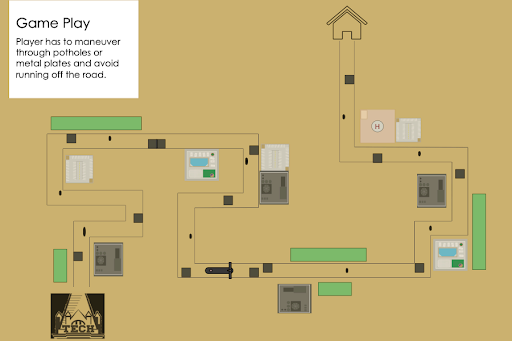 Game Play
Player has to maneuver
through potholes or
metal plates and avoid
running off the road.
H
TECH